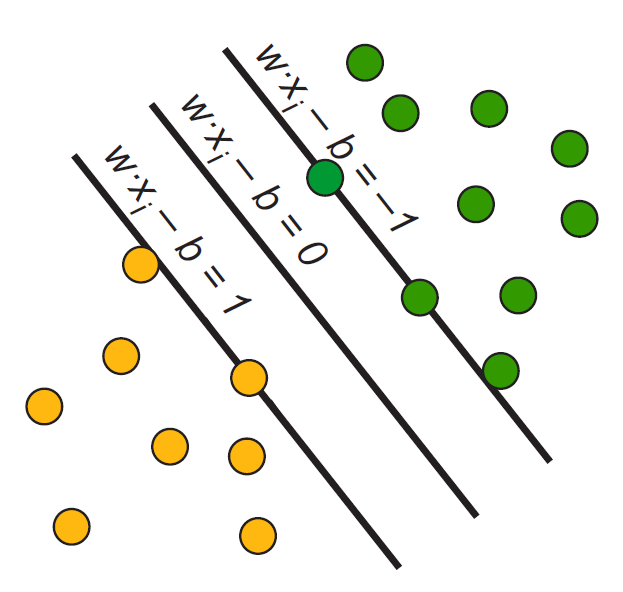 w·xᵢ – b = –1
w·xᵢ – b = 0
w·xᵢ – b = 1